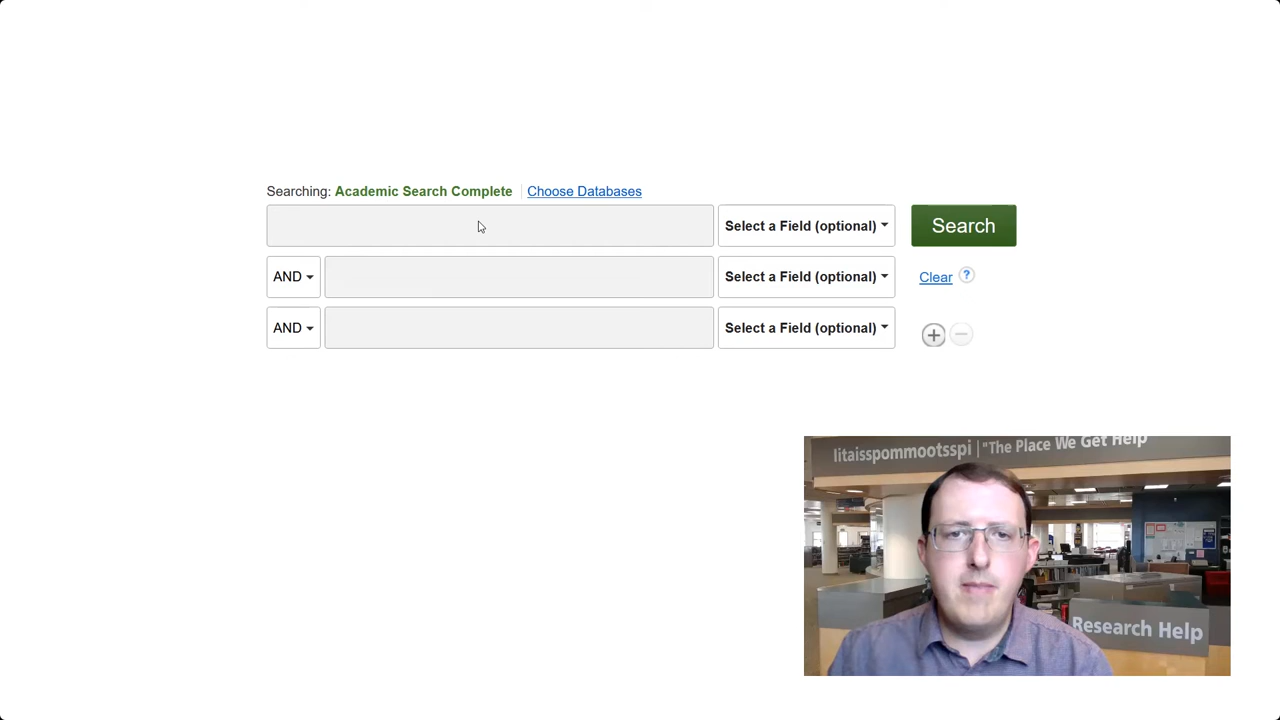 Searching: Academic Search Complete Choose Databases
Select a Field (optional) Search
AND Select a Field (optional) Clear ?
AND Select a Field (optional)
Iitaisspommootsspi | "The Place We Get Help
Research Help